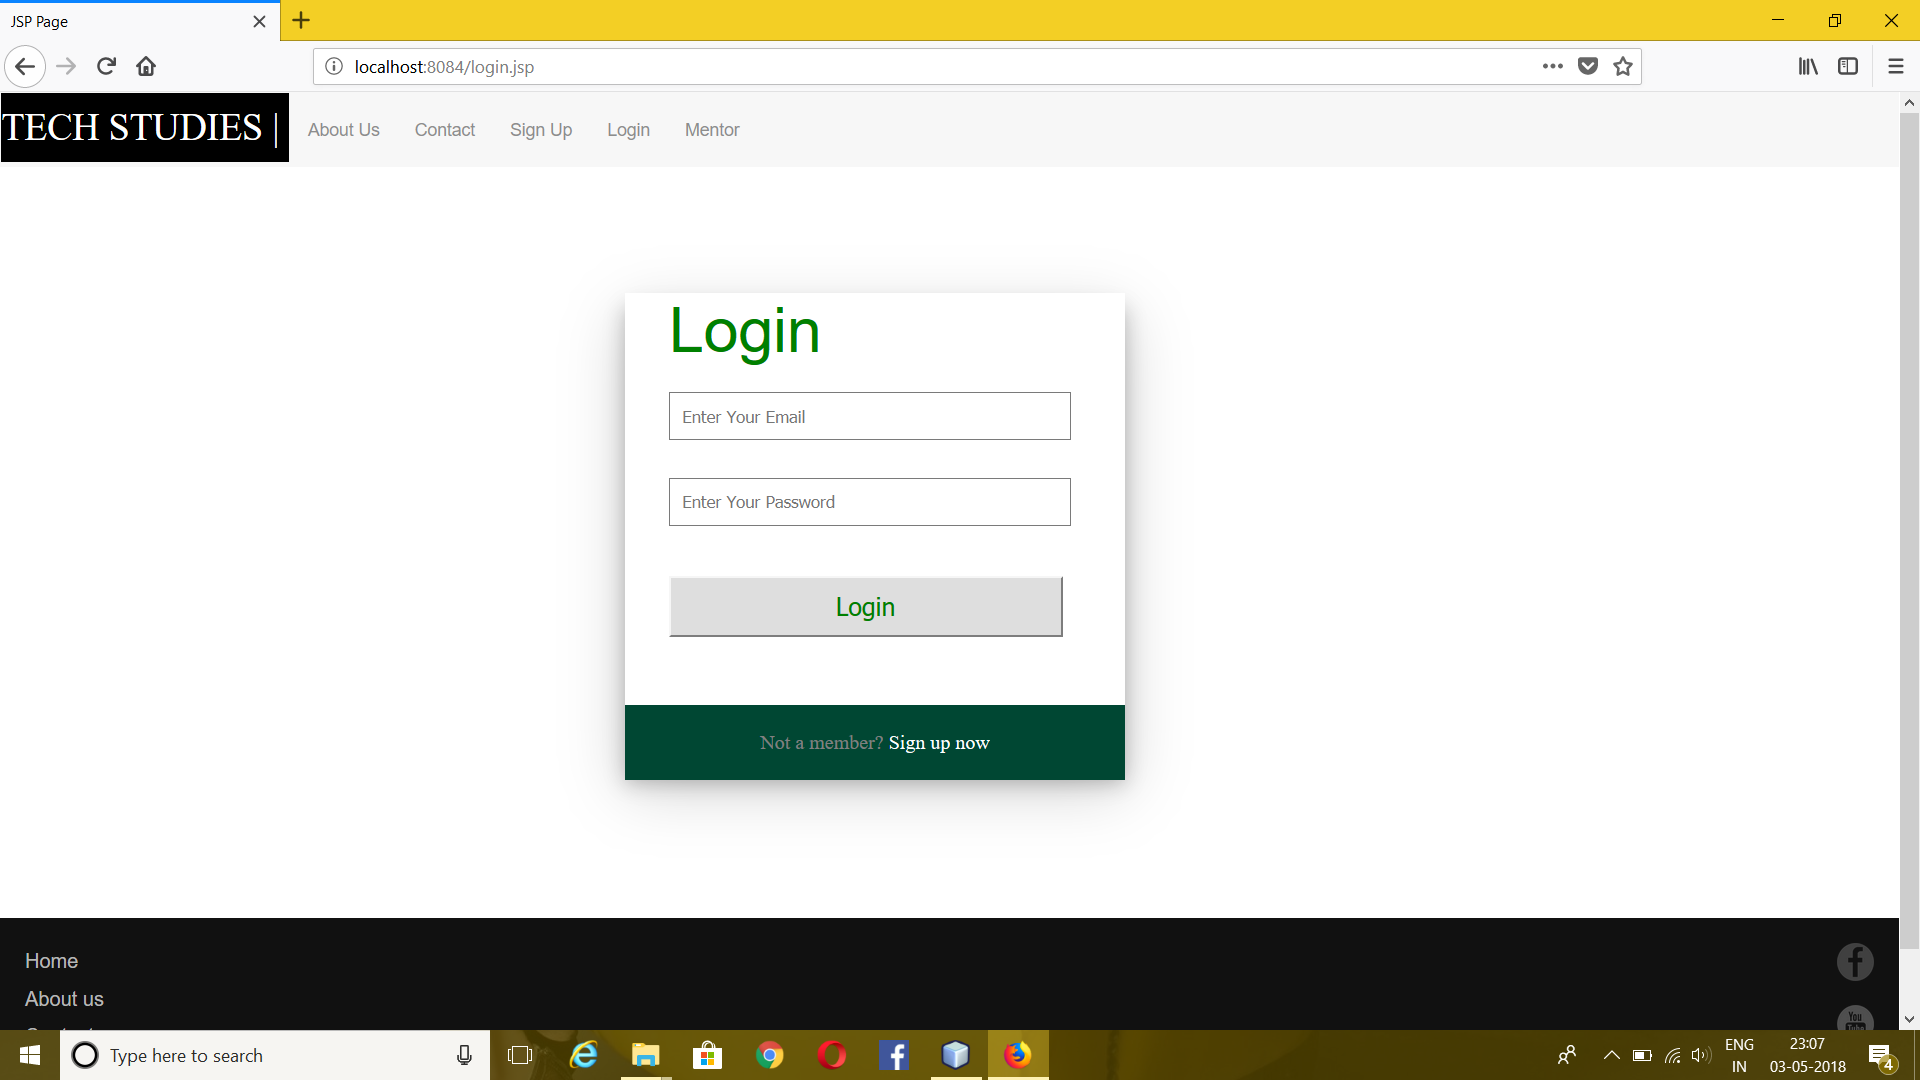 JSP Page
localhost:8084/login.jsp
TECH STUDIES |
About Us Contact Sign Up Login Mentor
Login
Enter Your Email
Enter Your Password
Login
Not a member? Sign up now
Home
About us
You
Type here to search
ENG
IN
23:07
03-05-2018
4